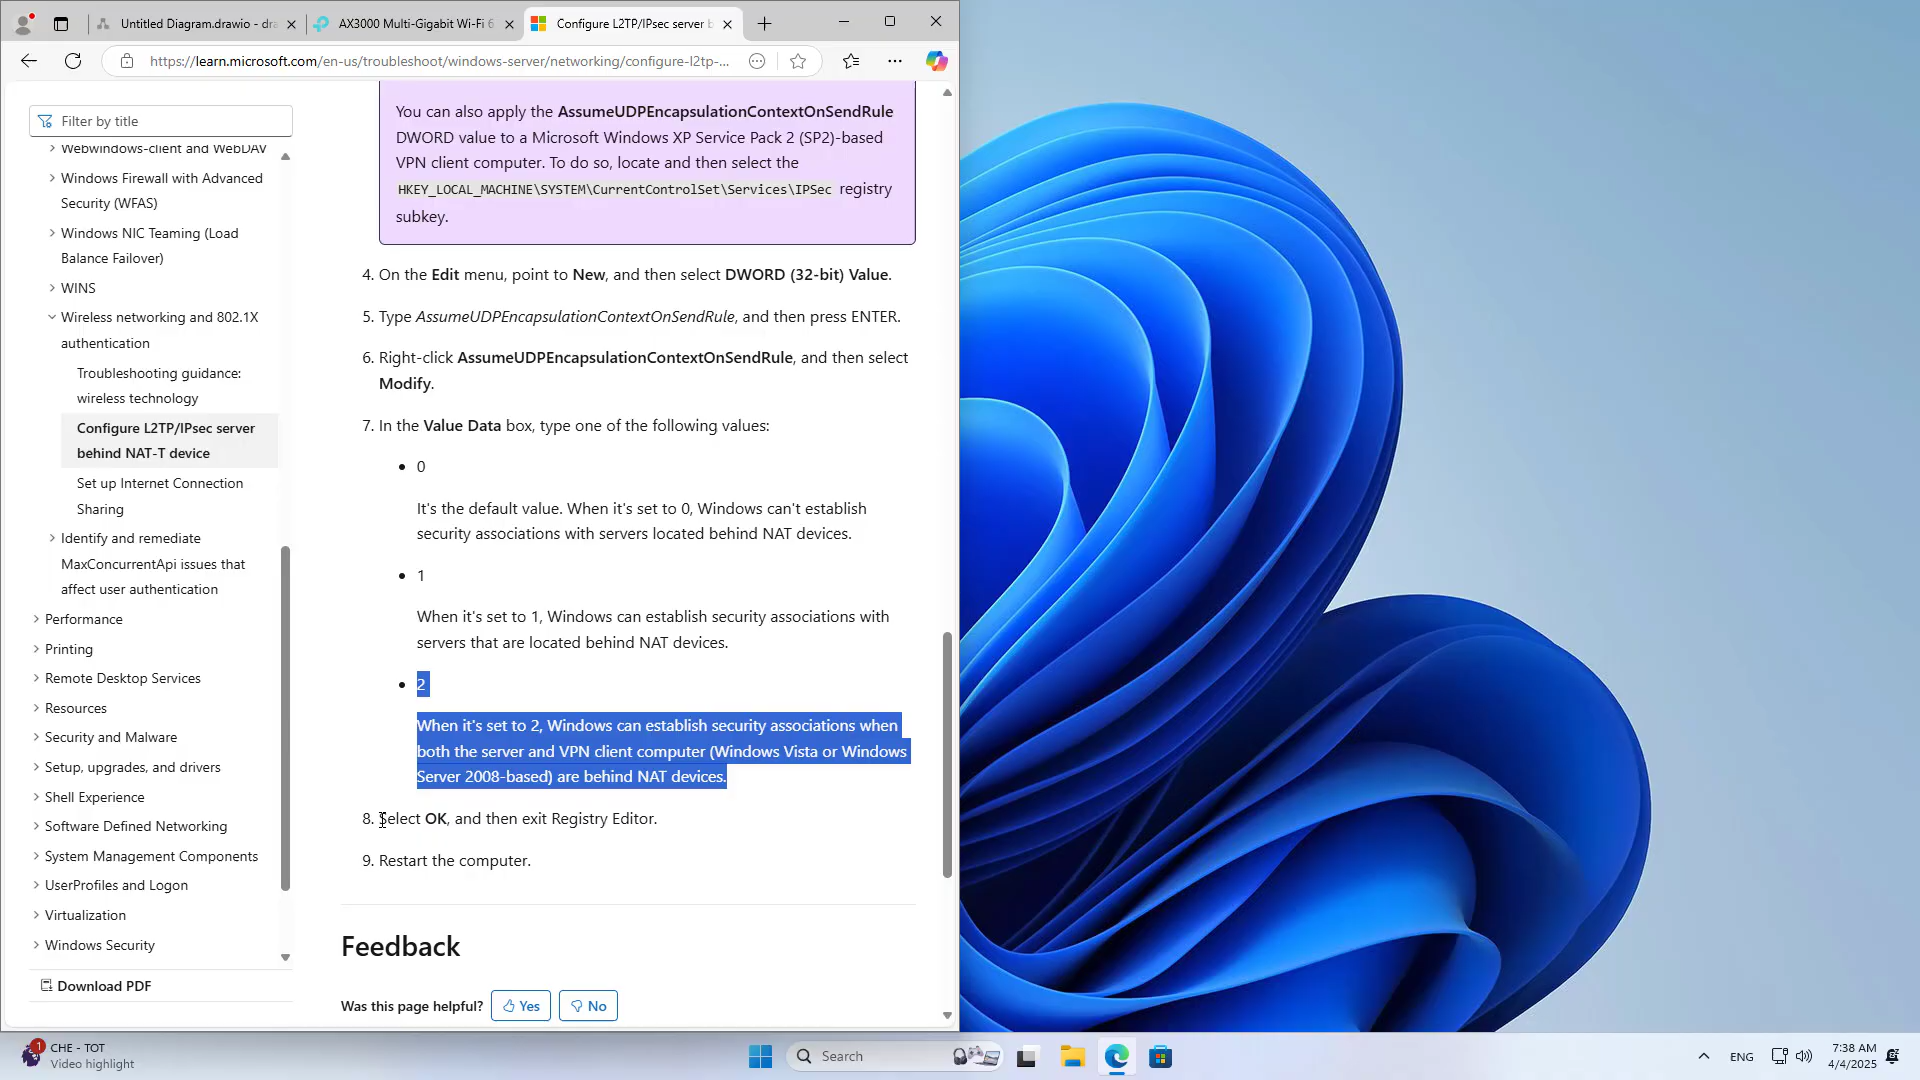 Untitled Diagram.drawio - dra
AX3000 Multi-Gigabit Wi-Fi 6
Configure L2TP/IPsec server b
https://learn.microsoft.com/en-us/troubleshoot/windows-server/networking/configure-l2tp-...
Filter by title
Webwindows-client and WebDAV
Windows Firewall with Advanced
Security (WFAS)
Windows NIC Teaming (Load
Balance Failover)
WINS
Wireless networking and 802.1X
authentication
Troubleshooting guidance:
wireless technology
Configure L2TP/IPsec server
behind NAT-T device
Set up Internet Connection
Sharing
Identify and remediate
MaxConcurrentApi issues that
affect user authentication
Performance
Printing
Remote Desktop Services
Resources
Security and Malware
Setup, upgrades, and drivers
Shell Experience
Software Defined Networking
System Management Components
UserProfiles and Logon
Virtualization
Windows Security
Download PDF
You can also apply the AssumeUDPEncapsulationContextOnSendRule
DWORD value to a Microsoft Windows XP Service Pack 2 (SP2)-based
VPN client computer. To do so, locate and then select the
HKEY_LOCAL_MACHINE\SYSTEM\CurrentControlSet\Services\IPSec registry
subkey.
4. On the Edit menu, point to New, and then select DWORD (32-bit) Value.
5. Type AssumeUDPEncapsulationContextOnSendRule, and then press ENTER.
6. Right-click AssumeUDPEncapsulationContextOnSendRule, and then select
Modify.
7. In the Value Data box, type one of the following values:
• 0
It's the default value. When it's set to 0, Windows can't establish
security associations with servers located behind NAT devices.
• 1
When it's set to 1, Windows can establish security associations with
servers that are located behind NAT devices.
• 2
When it's set to 2, Windows can establish security associations when
both the server and VPN client computer (Windows Vista or Windows
Server 2008-based) are behind NAT devices.
8. Select OK, and then exit Registry Editor.
9. Restart the computer.
Feedback
Was this page helpful? Yes No
1
CHE - TOT
Video highlight
Search
ENG
7:38 AM
4/4/2025